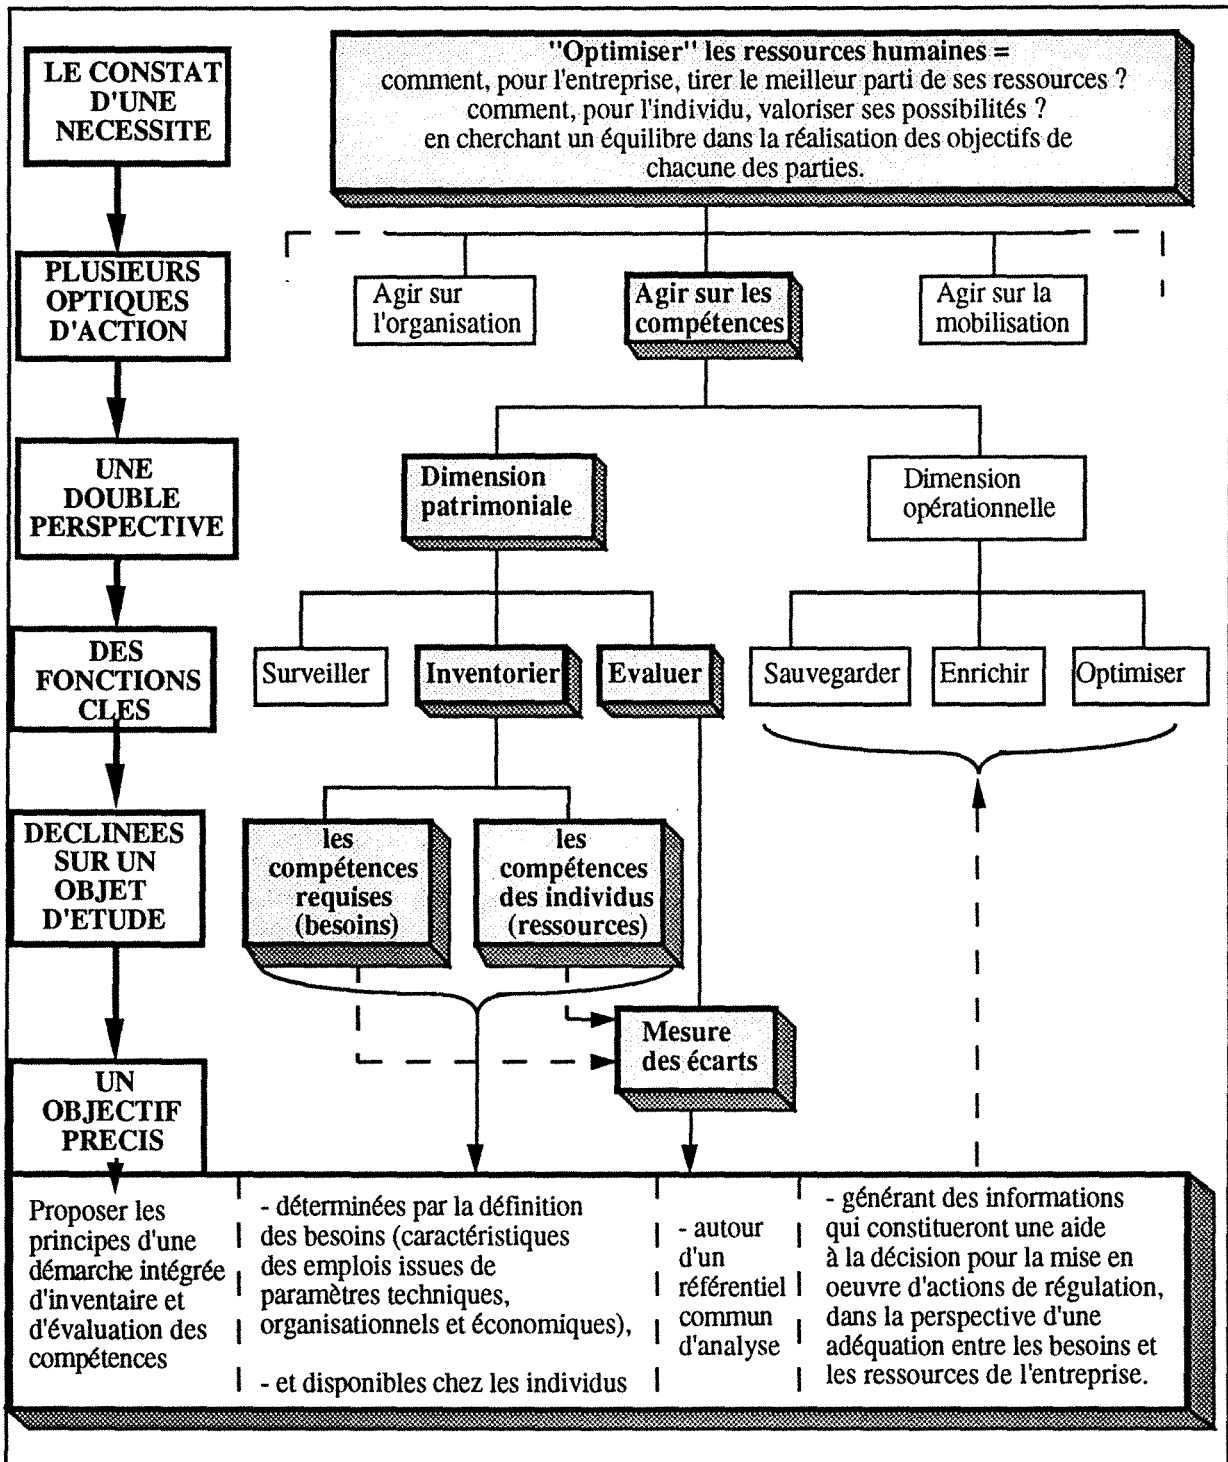 LE CONSTAT
D'UNE
NECESSITE
"Optimiser" les ressources humaines =
comment, pour l'entreprise, tirer le meilleur parti de ses ressources ?
comment, pour l'individu, valoriser ses possibilités ?
en cherchant un équilibre dans la réalisation des objectifs de
chacune des parties.
PLUSIEURS
OPTIQUES
D'ACTION
Agir sur
l'organisation
Agir sur les
compétences
Agir sur la
mobilisation
UNE
DOUBLE
PERSPECTIVE
Dimension
patrimoniale
Dimension
opérationnelle
DES
FONCTIONS
CLES
Surveiller
Inventorier
Evaluer
Sauvegarder
Enrichir
Optimiser
DECLINEES
SUR UN
OBJET
D'ETUDE
les
compétences
requises
(besoins)
les
compétences
des individus
(ressources)
Mesure
des écarts
UN
OBJECTIF
PRECIS
Proposer les
principes d'une
démarche intégrée
d'inventaire et
d'évaluation des
compétences
- déterminées par la définition
des besoins (caractéristiques
des emplois issues de
paramètres techniques,
organisationnels et économiques),
- et disponibles chez les individus
- autour
d'un
référentiel
commun
d'analyse
- générant des informations
qui constitueront une aide
à la décision pour la mise en
oeuvre d'actions de régulation,
dans la perspective d'une
adéquation entre les besoins et
les ressources de l'entreprise.